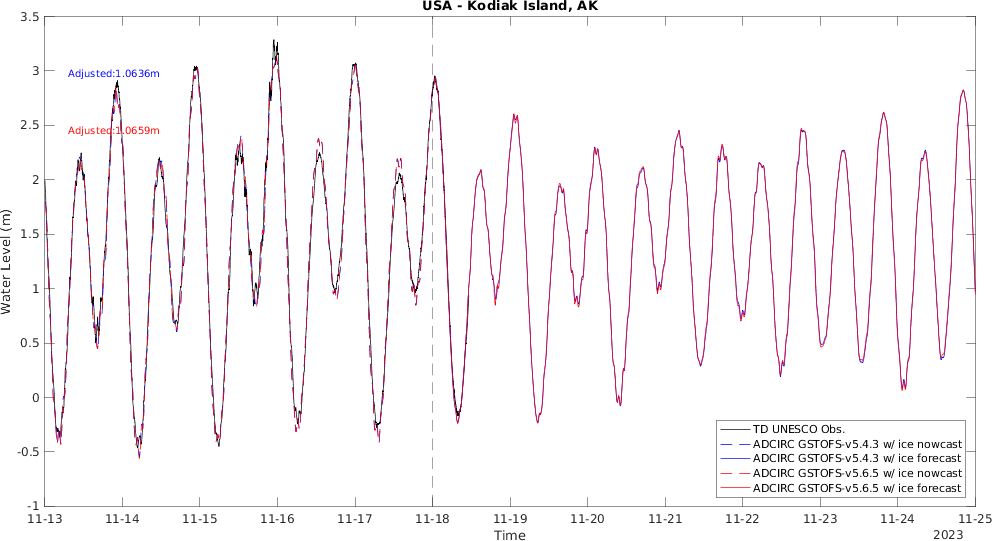 USA - Kodiak Island, AK
3.5
3
2.5
2
1.5
1
0.5
0
-0.5
-1
Water Level (m)
Adjusted:1.0636m
Adjusted:1.0659m
TD UNESCO Obs.
ADCIRC GSTOFS-v5.4.3 w/ ice nowcast
ADCIRC GSTOFS-v5.4.3 w/ ice forecast
ADCIRC GSTOFS-v5.6.5 w/ ice nowcast
ADCIRC GSTOFS-v5.6.5 w/ ice forecast
11-13 11-14 11-15 11-16 11-17 11-18 11-19 11-20 11-21 11-22 11-23 11-24 11-25
Time
2023